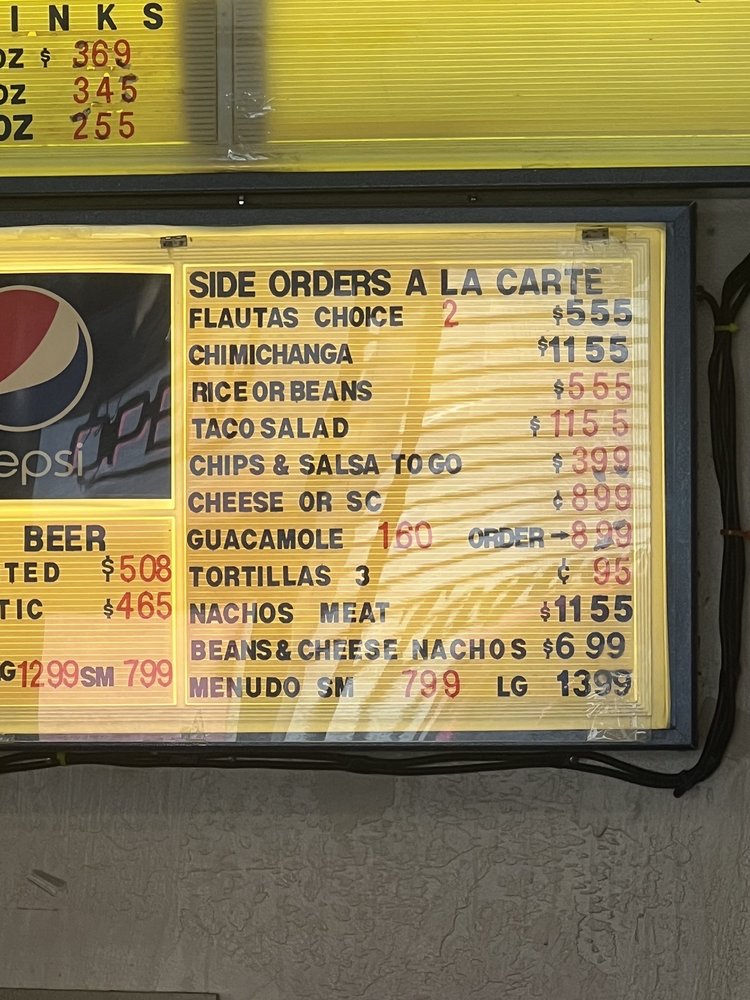 INKS
OZ $ 369
OZ 345
OZ 255
epsi
BEER
TED $508
TIC $465
G 1299 SM 799
SIDE ORDERS A LA CARTE
FLAUTAS CHOICE 2 $555
CHIMICHANGA $1155
RICE OR BEANS $555
TACO SALAD $1155
CHIPS & SALSA TO GO $399
CHEESE OR SC ¢899
GUACAMOLE 160 ORDER→899
TORTILLAS 3 ¢ 95
NACHOS MEAT $1155
BEANS & CHEESE NACHOS $699
MENUDO SM 799 LG 1399